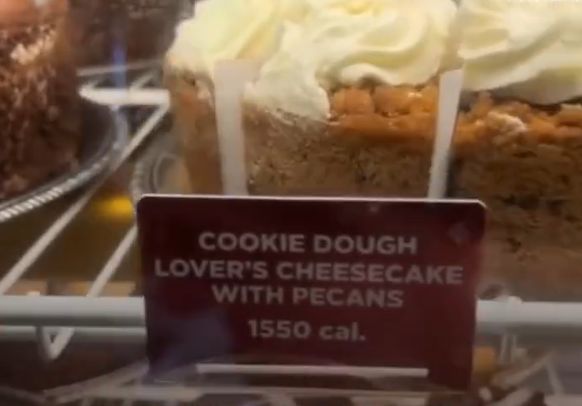 COOKIE DOUGH
LOVER'S CHEESECAKE
WITH PECANS
1550 cal.